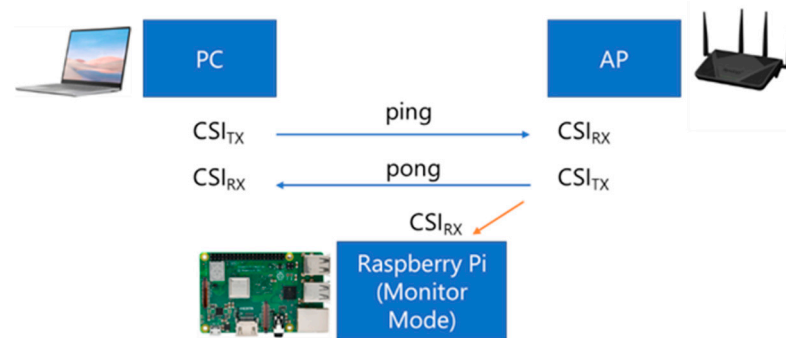 PC
AP
ping
CSITX
CSIRX
pong
CSIRX
CSITX
CSIRX
Raspberry Pi
(Monitor
Mode)